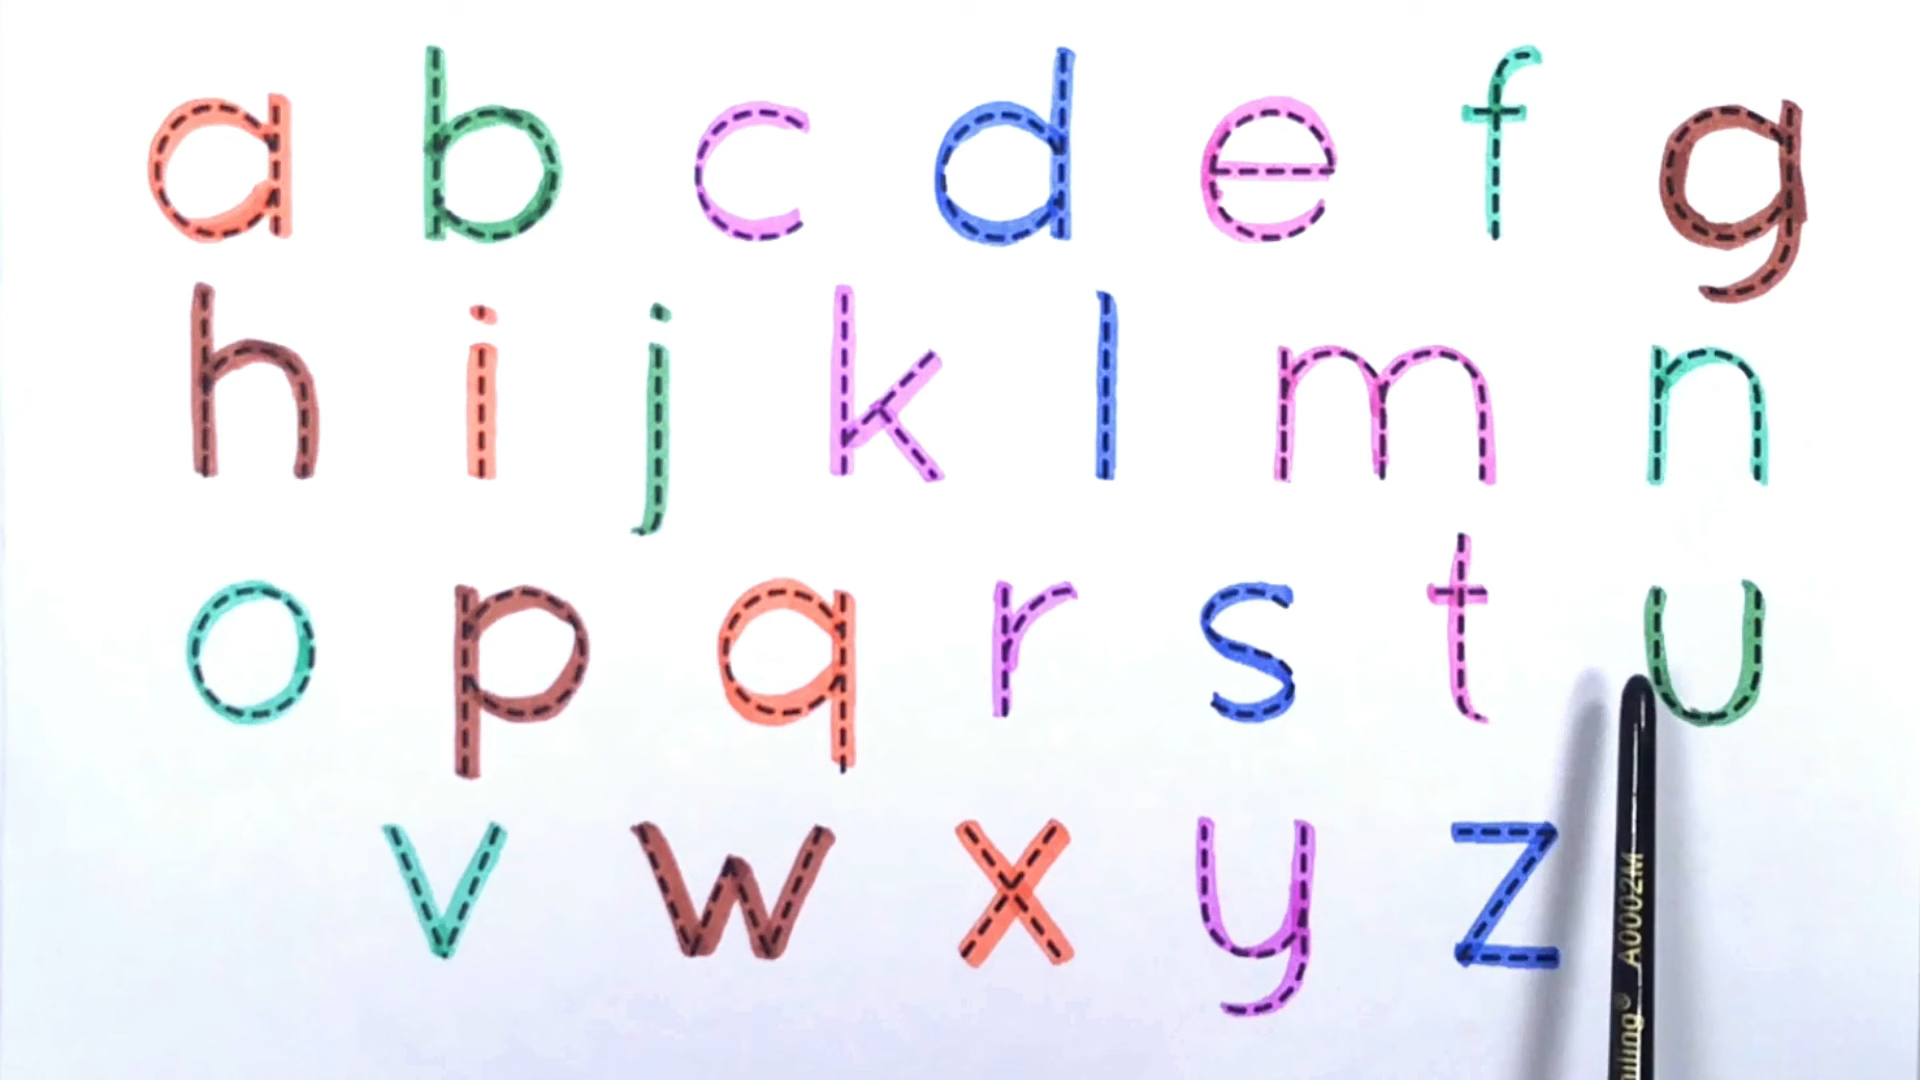 a b c d e f g
h i j k l m n
o p q r s t u
v w x y z
A0002M